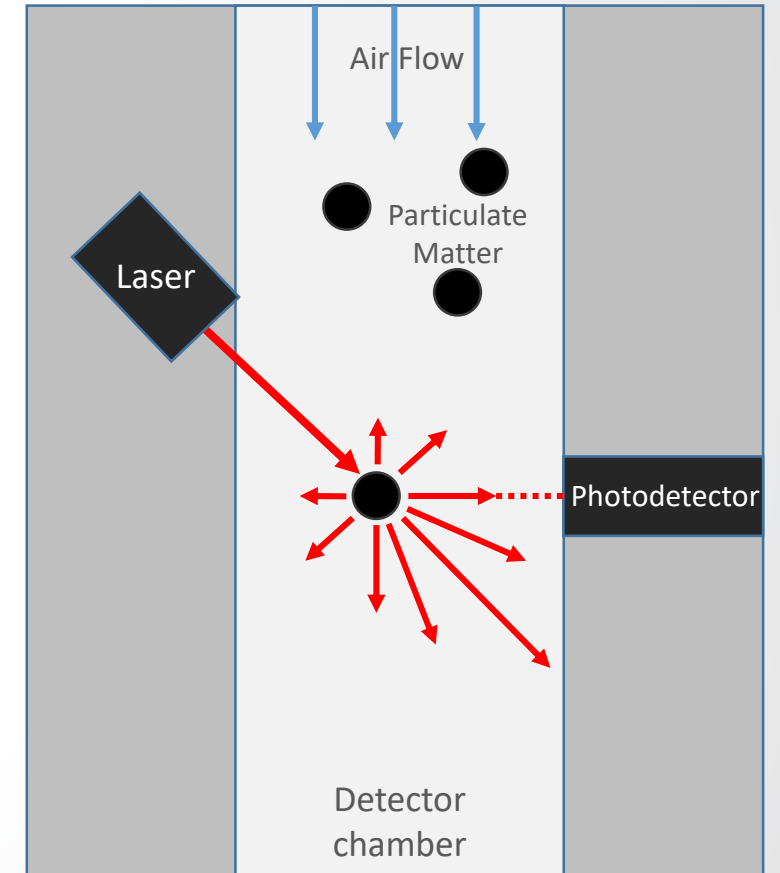 Air Flow
Particulate
Matter
Laser
Photodetector
Detector
chamber